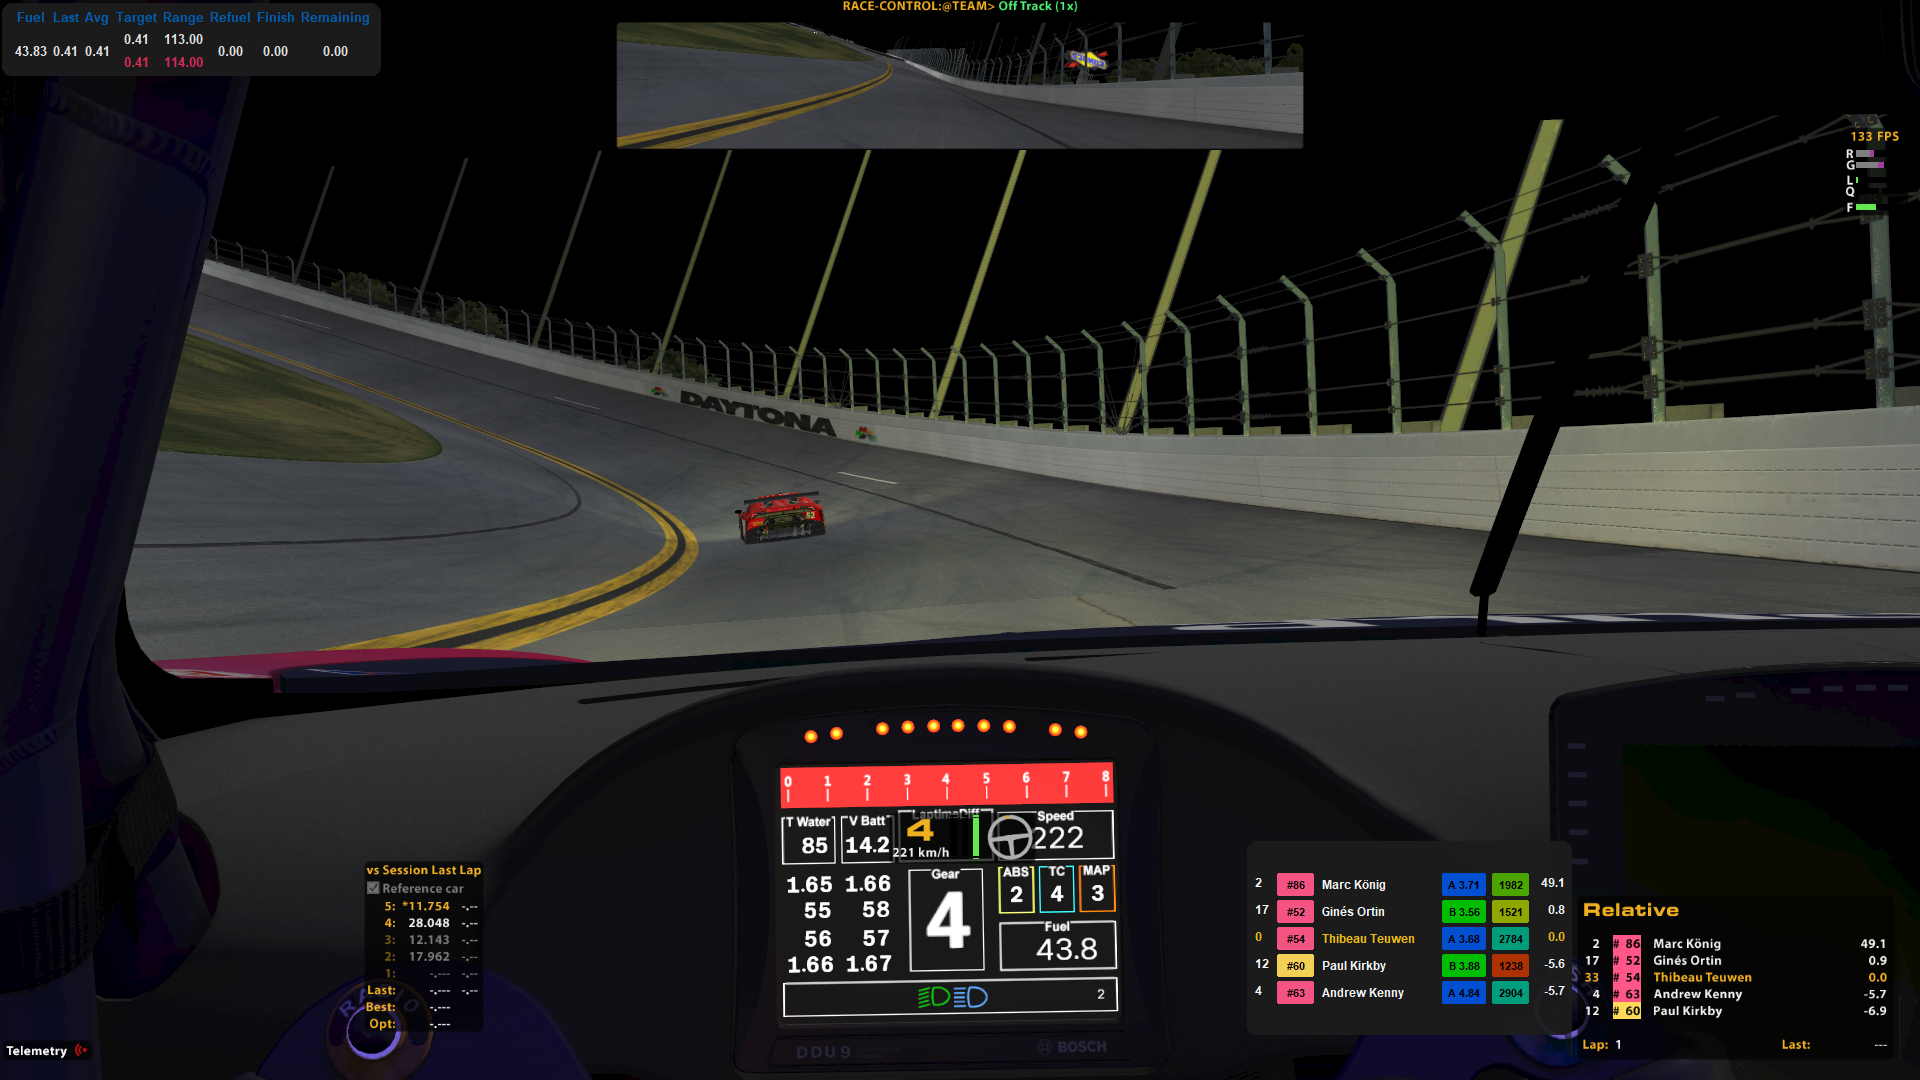 Fuel Last Avg Target Range Refuel Finish Remaining
0.41 113.00
43.83 0.41 0.41 0.00 0.00 0.00
0.41 114.00
RACE-CONTROL:@TEAM> Off Track (1x)
133 FPS
R
G
L
Q
F
DAYTONA
52
0 1 2 3 4 5 6 7 8
T Water
85
V Batt
14.2
LaptimeDiff
4
221 km/h
Speed
222
1.65 1.66
55 58
56 57
1.66 1.67
Gear
4
ABS
2
TC
4
MAP
3
Fuel
43.8
2
DDU 9
BOSCH
RADIO
vs Session Last Lap
Reference car
5: *11.754 -.--
4: 28.048 -.--
3: 12.143 -.--
2: 17.962 -.--
1: -.--- -.--
Last: -.--- -.--
Best: -.---
Opt: -.---
Telemetry
2 #86 Marc König A 3.71 1982 49.1
17 #52 Ginés Ortin B 3.56 1521 0.8
0 #54 Thibeau Teuwen A 3.68 2784 0.0
12 #60 Paul Kirkby B 3.88 1238 -5.6
4 #63 Andrew Kenny A 4.84 2904 -5.7
Relative
2 # 86 Marc König 49.1
17 # 52 Ginés Ortin 0.9
33 # 54 Thibeau Teuwen 0.0
4 # 63 Andrew Kenny -5.7
12 # 60 Paul Kirkby -6.9
Lap: 1 Last: ---